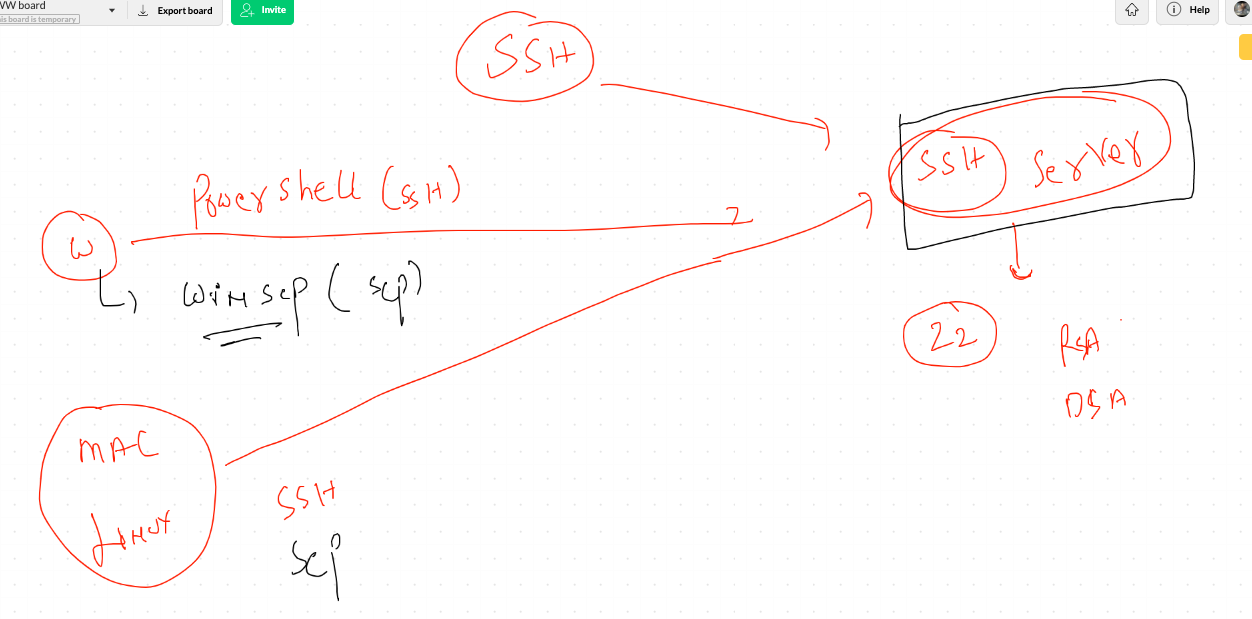 VW board
is board is temporary
Export board
Invite
Help
SSH
SSH Server
Powershell (SSH)
W
Winscp (scp)
22
RSA
DSA
MAC
Linux
SSH
Scp